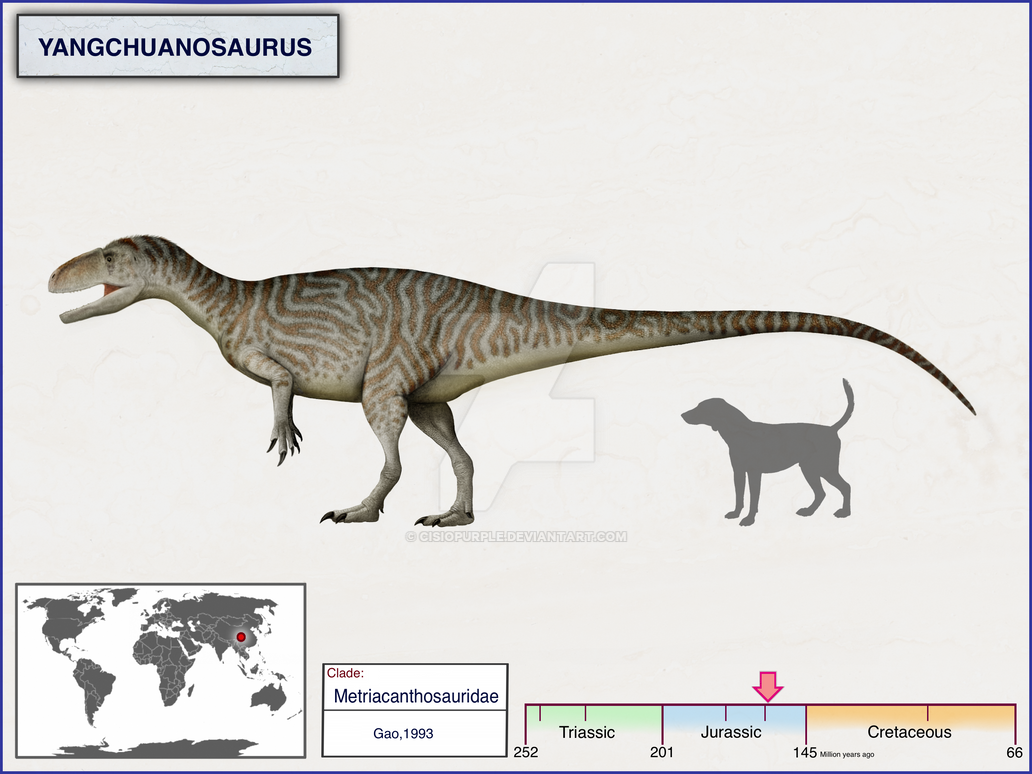 YANGCHUANOSAURUS
© CISIOPURPLE.DEVIANTART.COM
Clade:
Metriacanthosauridae
Gao,1993
Triassic Jurassic Cretaceous
252 201 145 Million years ago 66